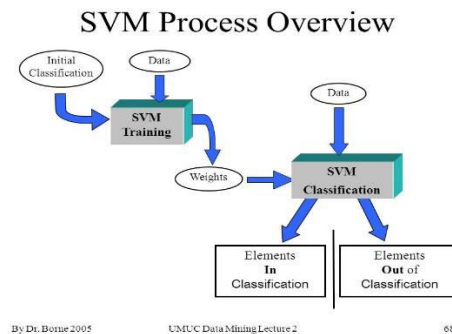 SVM Process Overview
Initial
Classification
Data
SVM
Training
Data
Weights
SVM
Classification
Elements
In
Classification
Elements
Out of
Classification
By Dr. Borne 2005
UMUC Data Mining Lecture 2
68